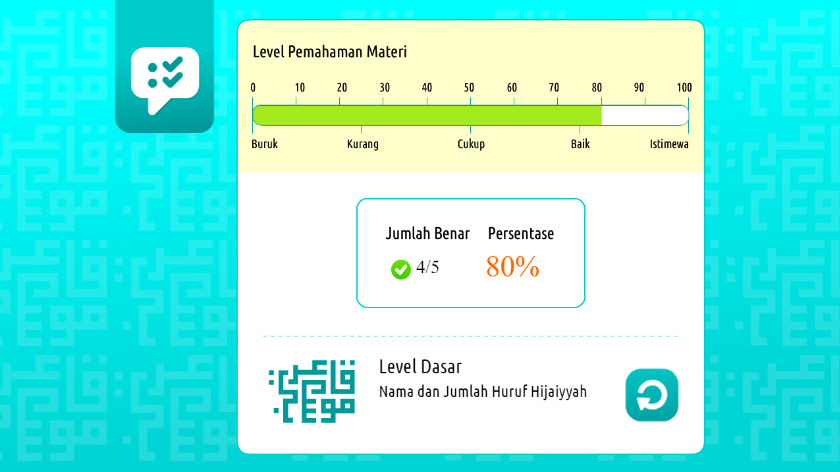 Level Pemahaman Materi
0 10 20 30 40 50 60 70 80 90 100
Buruk Kurang Cukup Baik Istimewa
Jumlah Benar Persentase
4/5 80%
Level Dasar
Nama dan Jumlah Huruf Hijaiyyah